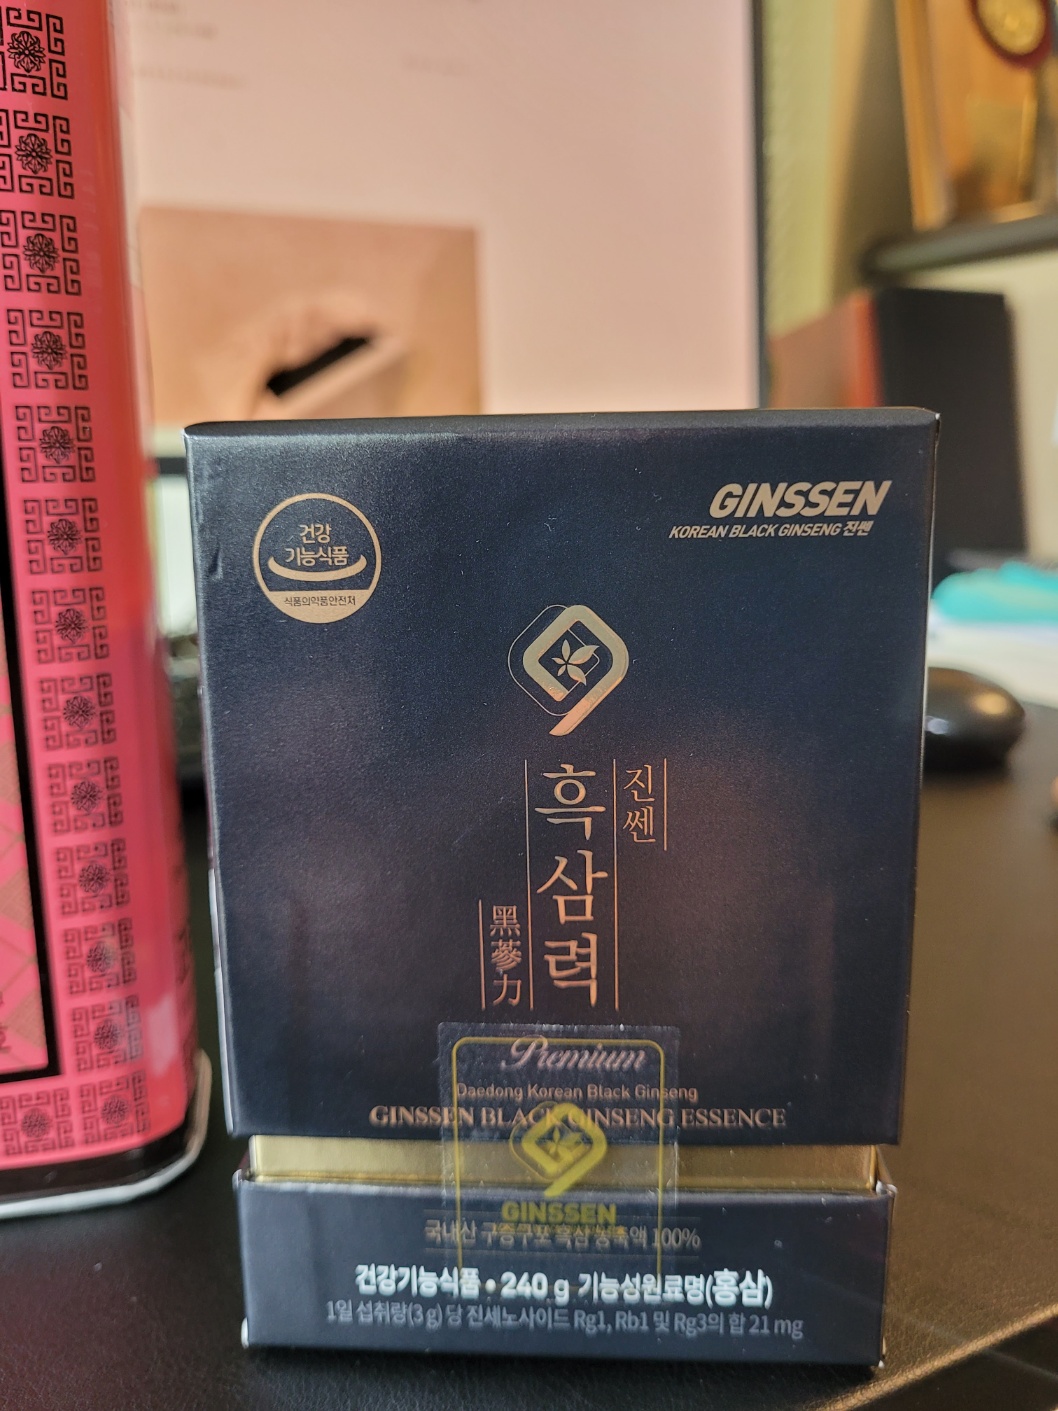 건강
기능식품
식품의약품안전처
GINSSEN
KOREAN BLACK GINSENG 진쎈
진쎈
흑삼력
黑蔘力
Premium
Daedong Korean Black Ginseng
GINSSEN BLACK GINSENG ESSENCE
GINSSEN
국내산 구증구포 흑삼 농축액 100%
건강기능식품 • 240 g 기능성원료명(홍삼)
1일 섭취량(3 g) 당 진세노사이드 Rg1, Rb1 및 Rg3의 합 21 mg